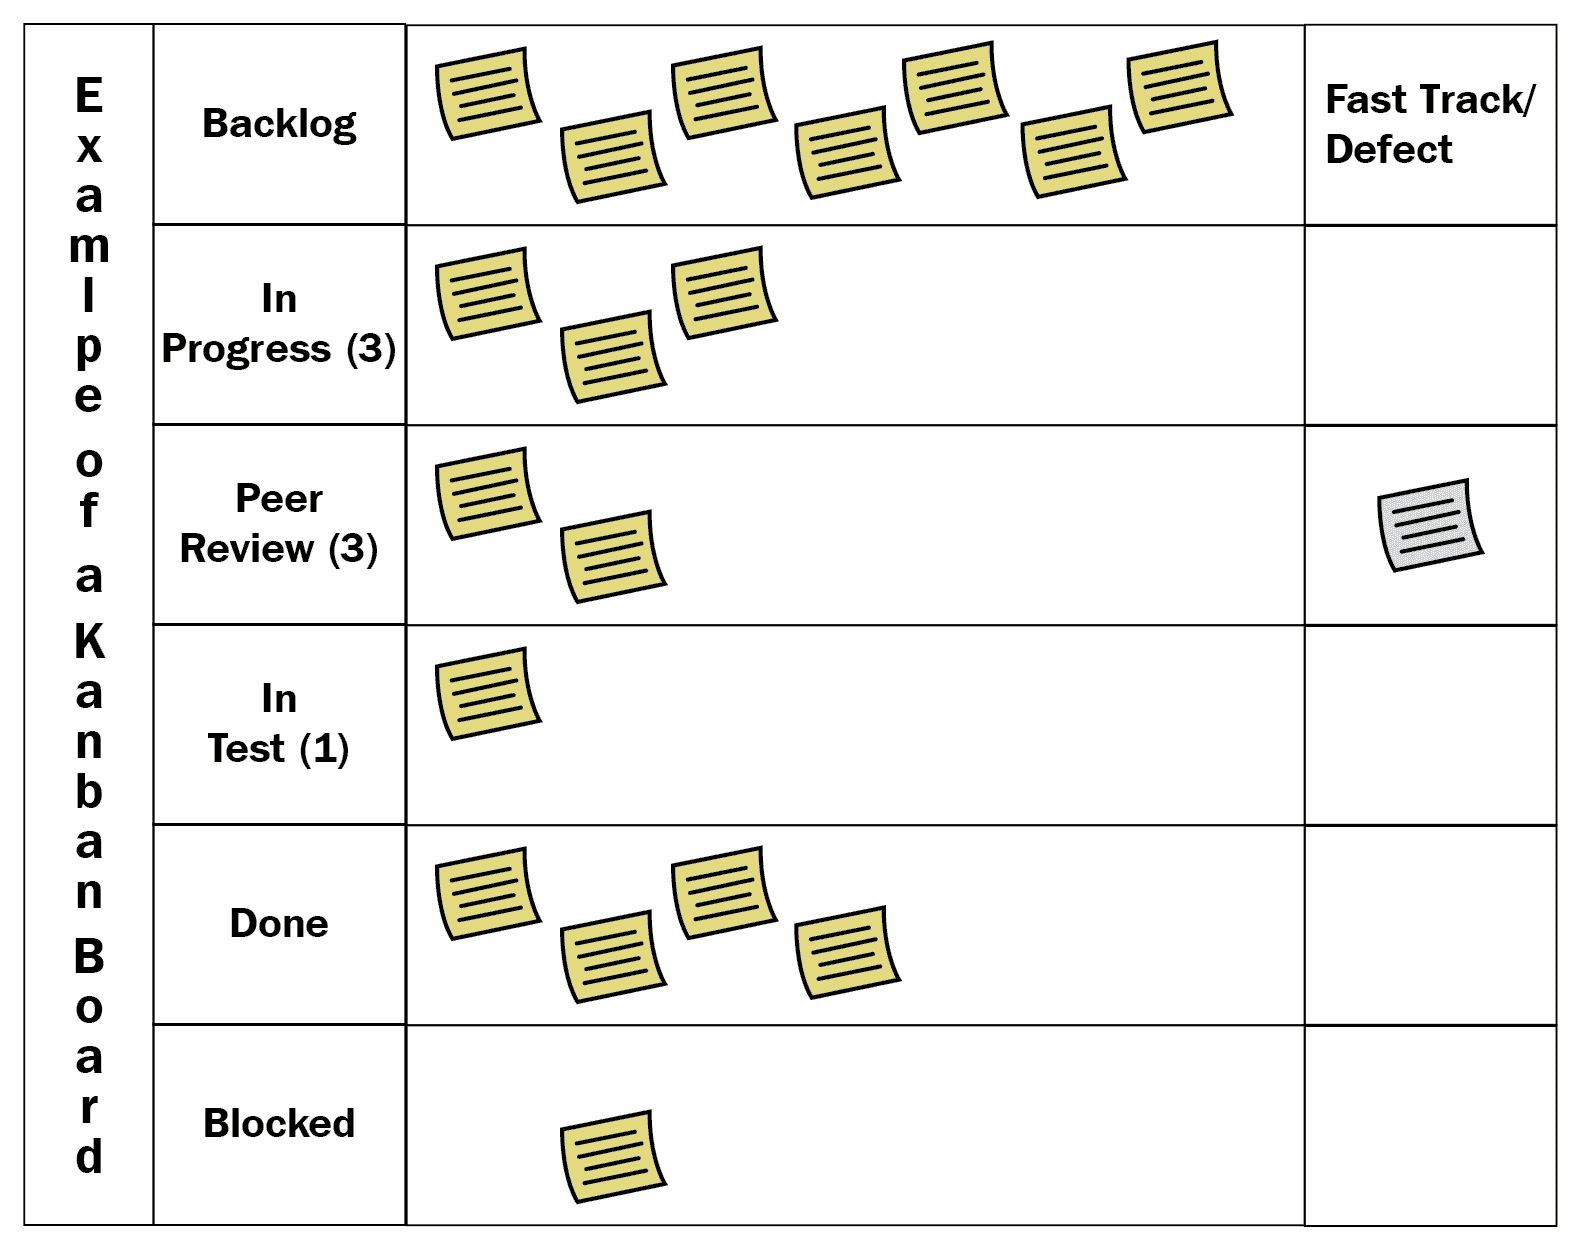 Examlpe of a Kanban Board
Backlog
Fast Track/
Defect
In
Progress (3)
Peer
Review (3)
In
Test (1)
Done
Blocked